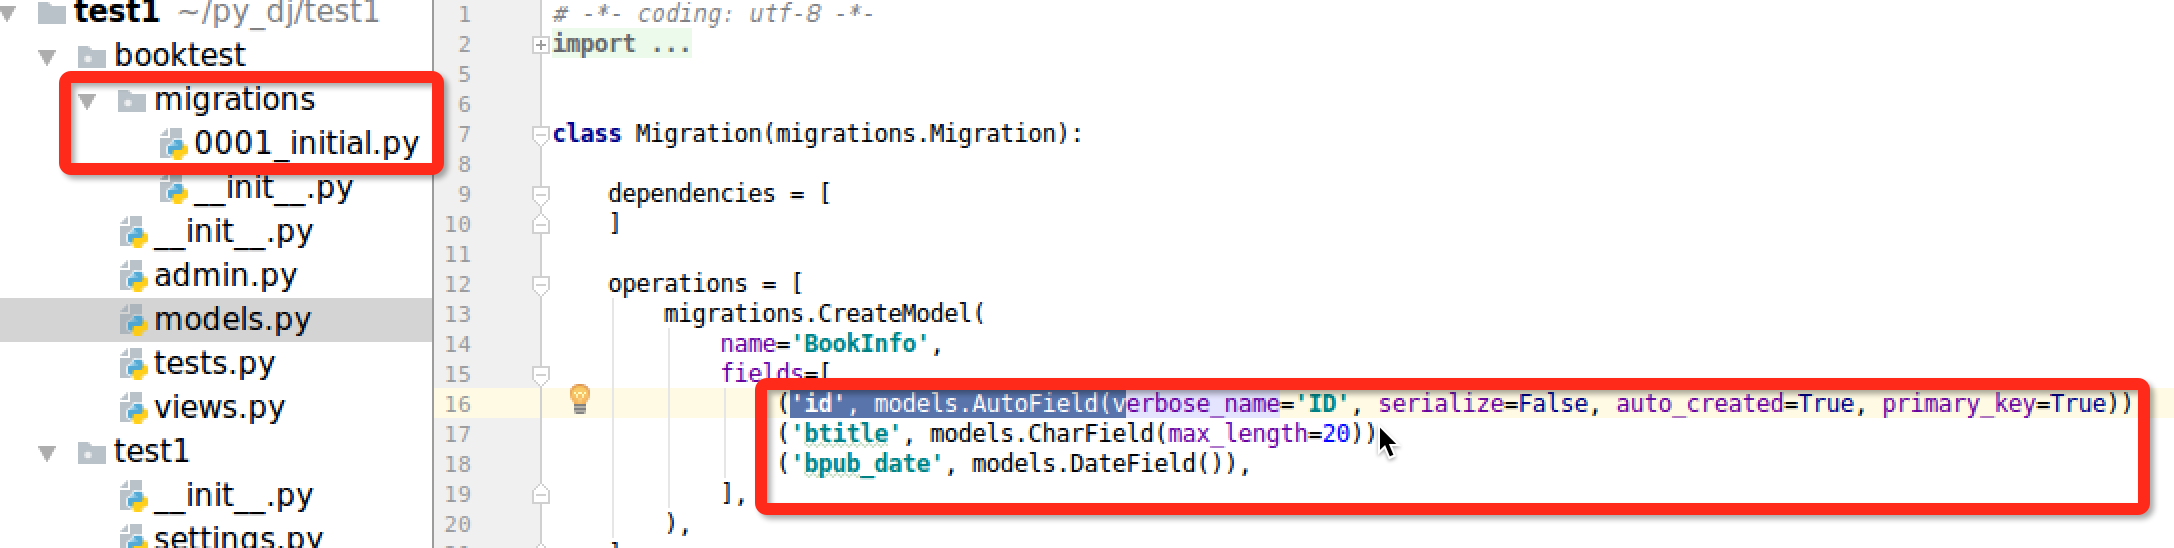 test1 ~/py_dj/test1
booktest
migrations
0001_initial.py
__init__.py
__init__.py
admin.py
models.py
tests.py
views.py
test1
__init__.py
settings.py
1 # -*- coding: utf-8 -*-
2 import ...
5
6
7 class Migration(migrations.Migration):
8
9 dependencies = [
10 ]
11
12 operations = [
13 migrations.CreateModel(
14 name='BookInfo',
15 fields=[
16 ('id', models.AutoField(verbose_name='ID', serialize=False, auto_created=True, primary_key=True))
17 ('btitle', models.CharField(max_length=20))
18 ('bpub_date', models.DateField()),
19 ],
20 ),